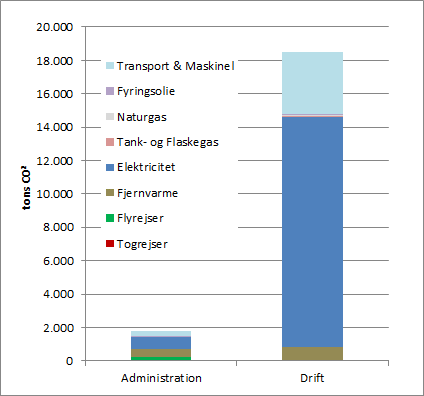 20.000
18.000
16.000
14.000
12.000
10.000
8.000
6.000
4.000
2.000
0
tons CO²
Transport & Maskinel
Fyringsolie
Naturgas
Tank- og Flaskegas
Elektricitet
Fjernvarme
Flyrejser
Togrejser
Administration
Drift